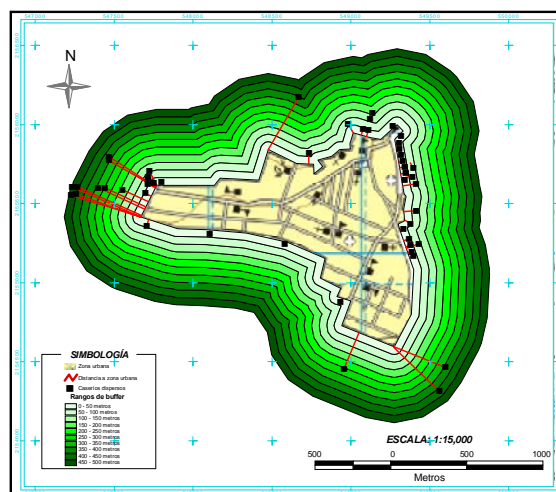 547000 547500 548000 548500 549000 549500 550000
N
SIMBOLOGÍA
Zona urbana
Distancia a zona urbana
Caseríos dispersos
Rangos de buffer
0 - 50 metros
50 - 100 metros
100 - 150 metros
150 - 200 metros
200 - 250 metros
250 - 300 metros
300 - 350 metros
350 - 400 metros
400 - 450 metros
450 - 500 metros
ESCALA: 1:15,000
500 0 500 1000
Metros